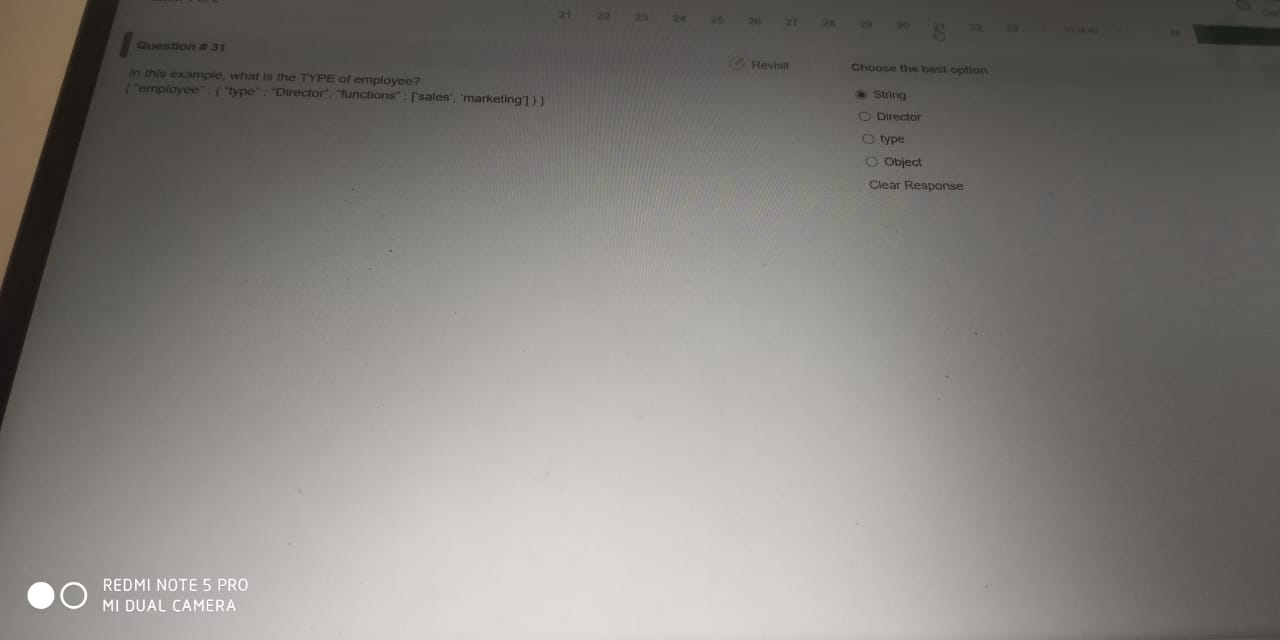 21 22 23 24 25 26 27 28 29 30 31 32 33
Question # 31
Revisit
In this example, what is the TYPE of employee?
{ "employee" : { "type" : "Director", "functions" : ['sales', 'marketing'] } }
Choose the best option
String
Director
type
Object
Clear Response
REDMI NOTE 5 PRO
MI DUAL CAMERA